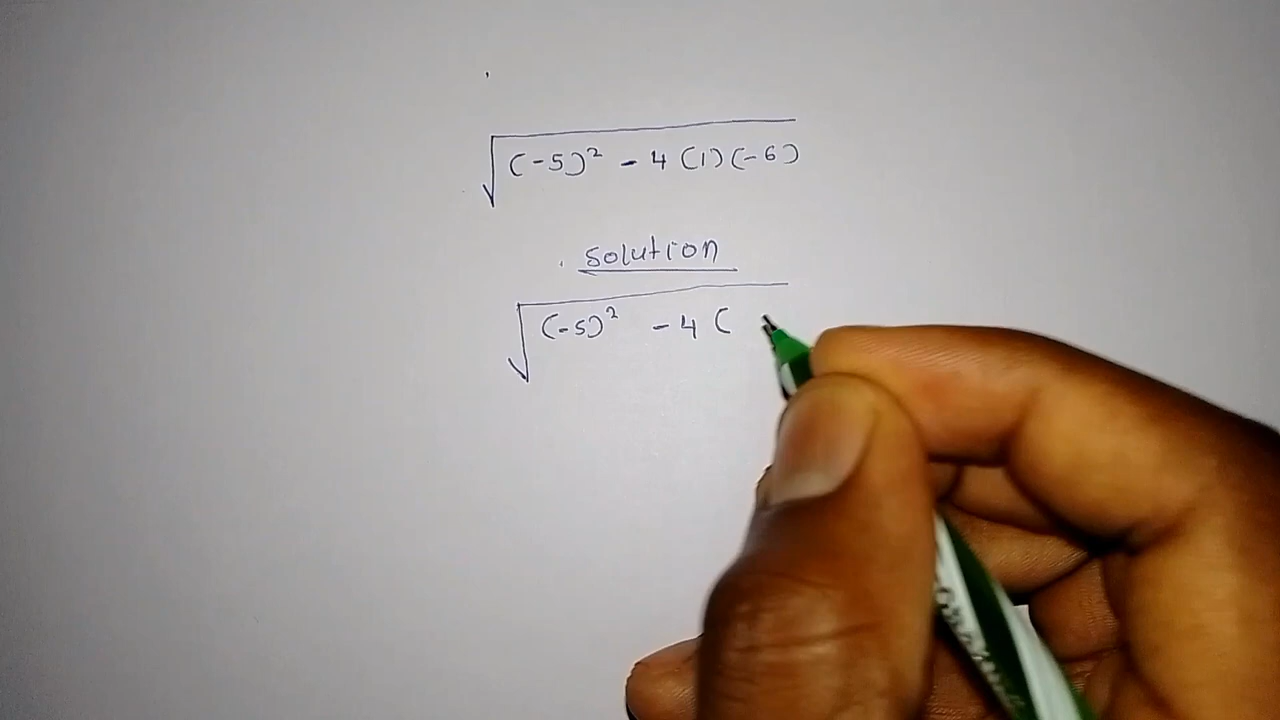 √(-5)² - 4(1)(-6)
Solution
√(-5)² - 4(